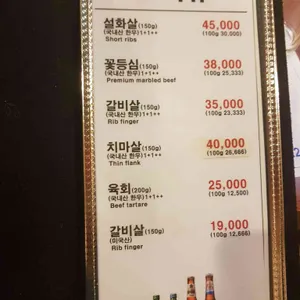 설화살(150g) 45,000
(국내산 한우)1+1++ (100g 30,000)
Short ribs
꽃등심(150g) 38,000
(국내산 한우)1+1++ (100g 25,333)
Premium marbled beef
갈비살(150g) 35,000
(국내산 한우)1+1++ (100g 23,333)
Rib finger
치마살(150g) 40,000
(국내산 한우)1+1++ (100g 26,666)
Thin flank
육회(200g) 25,000
(국내산 한우)1+1++ (100g 12,500)
Beef tartare
갈비살(150g) 19,000
(미국산) (100g 12,666)
Rib finger